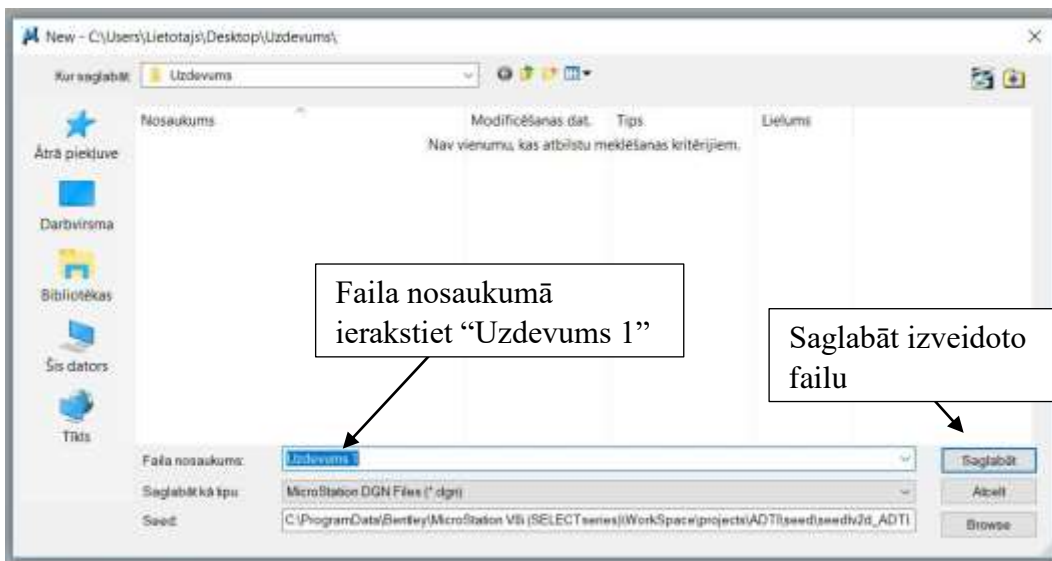 New - C:\Users\Lietotajs\Desktop\Uzdevums\
Kur saglabāt: Uzdevums
Nosaukums Modificēšanas dat. Tips Lielums
Nav vienumu, kas atbilstu meklēšanas kritērijiem.
Ātrā piekļuve
Darbvirsma
Bibliotēkas
Šis dators
Tīkls
Faila nosaukumā
ierakstiet “Uzdevums 1”
Saglabāt izveidoto
failu
Faila nosaukums: Uzdevums 1 Saglabāt
Saglabāt kā tipu: MicroStation DGN Files (*.dgn) Atcelt
Seed: C:\ProgramData\Bentley\MicroStation V8i (SELECTseries)\WorkSpace\projects\ADTI\seed\seedlv2d_ADTI. Browse